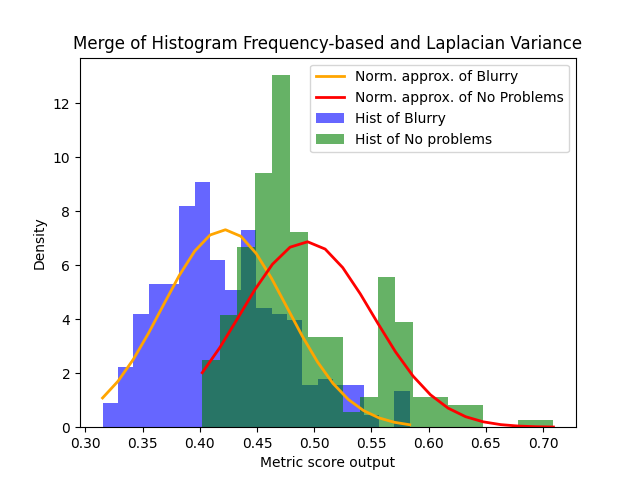 Merge of Histogram Frequency-based and Laplacian Variance
Norm. approx. of Blurry
Norm. approx. of No Problems
Hist of Blurry
Hist of No problems
Density
12
10
8
6
4
2
0
0.30 0.35 0.40 0.45 0.50 0.55 0.60 0.65 0.70
Metric score output